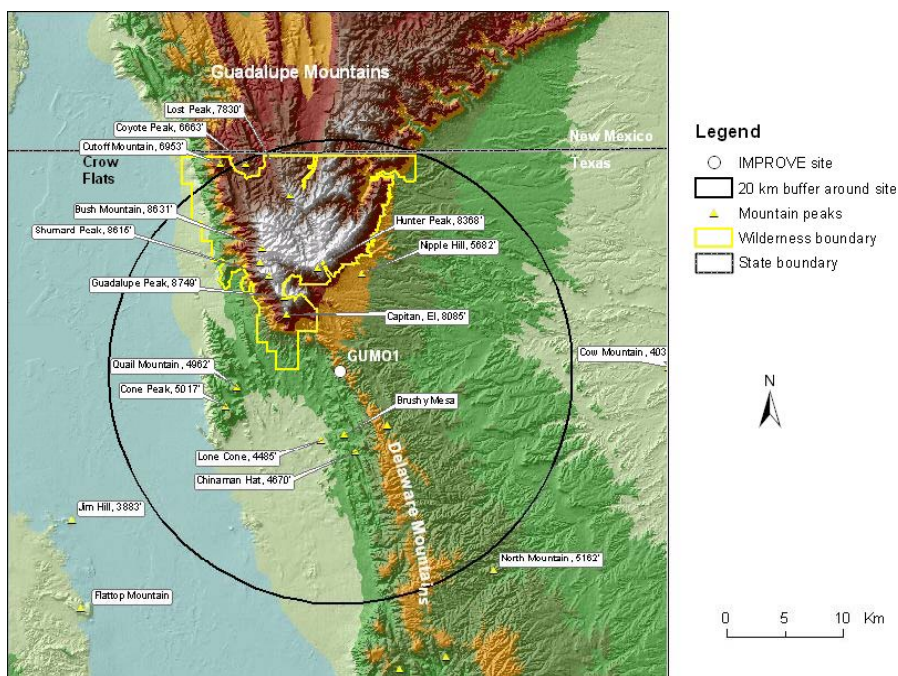 Guadalupe Mountains
Lost Peak, 7830'
Coyote Peak, 6663'
Cutoff Mountain, 6953'
New Mexico
Texas
Crow
Flats
Bush Mountain, 8631'
Hunter Peak, 8368'
Shumard Peak, 8615'
Nipple Hill, 5682'
Guadalupe Peak, 8749'
Capitan, El, 8085'
GUMO1
Cow Mountain, 403
Quail Mountain, 4962'
Cone Peak, 5017'
Brushy Mesa
Lone Cone, 4485'
Chinaman Hat, 4670'
Delaware Mountains
Jim Hill, 3883'
North Mountain, 5162'
Flattop Mountain
Legend
IMPROVE site
20 km buffer around site
Mountain peaks
Wilderness boundary
State boundary
N
0 5 10 Km